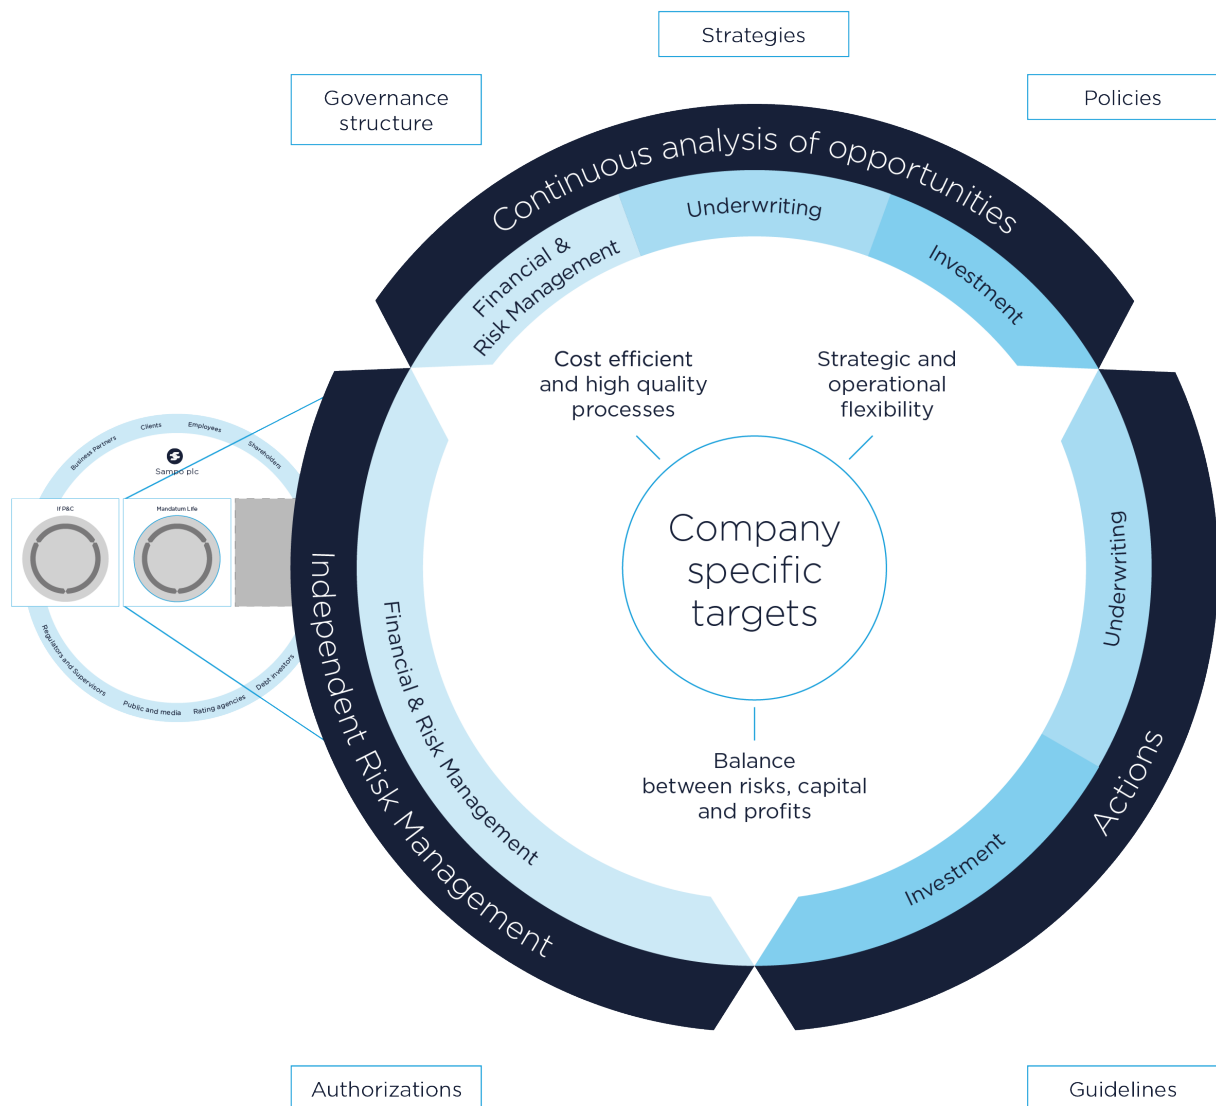 Strategies
Governance
structure
Policies
Continuous analysis of opportunities
Financial &
Risk Management
Underwriting
Investment
Cost efficient
and high quality
processes
Strategic and
operational
flexibility
Company
specific
targets
Balance
between risks, capital
and profits
Independent Risk Management
Financial & Risk Management
Underwriting
Investment
Actions
Business Partners
Clients
Employees
Shareholders
Sampo plc
If P&C
Mandatum Life
Regulators and Supervisors
Public and media
Rating agencies
Debt investors
Authorizations
Guidelines